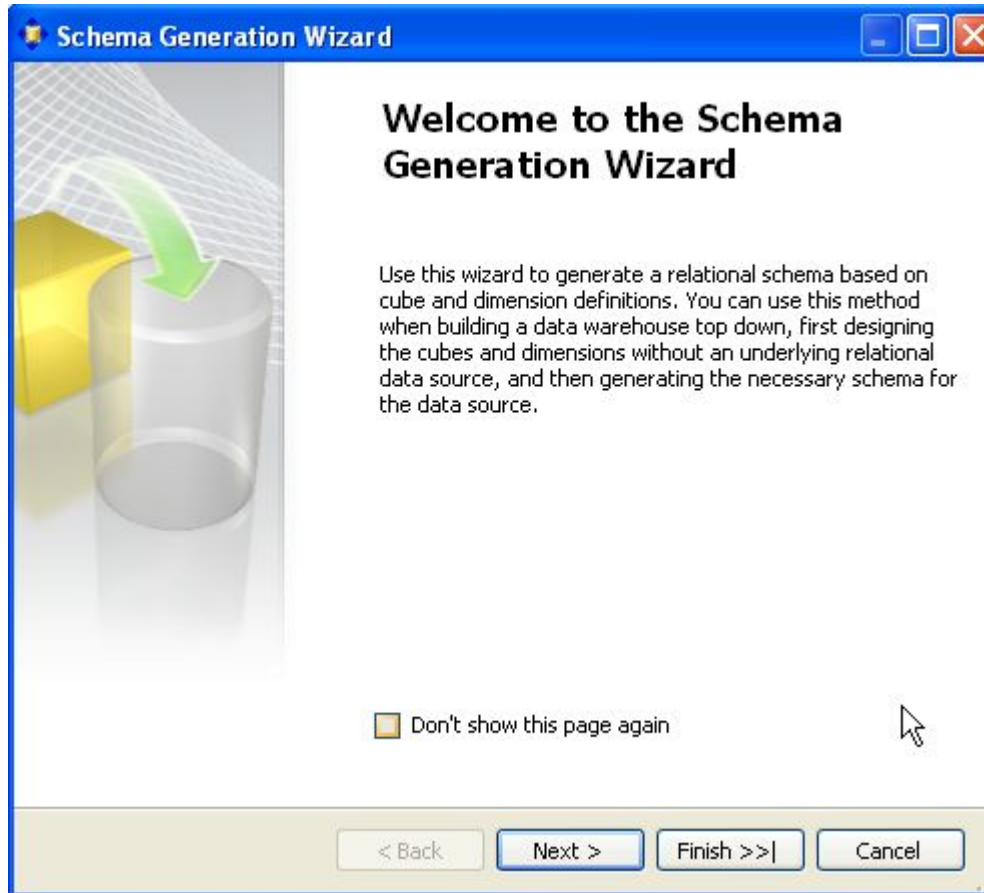 Schema Generation Wizard
Welcome to the Schema
Generation Wizard
Use this wizard to generate a relational schema based on
cube and dimension definitions. You can use this method
when building a data warehouse top down, first designing
the cubes and dimensions without an underlying relational
data source, and then generating the necessary schema for
the data source.
Don't show this page again
< Back Next > Finish >>| Cancel